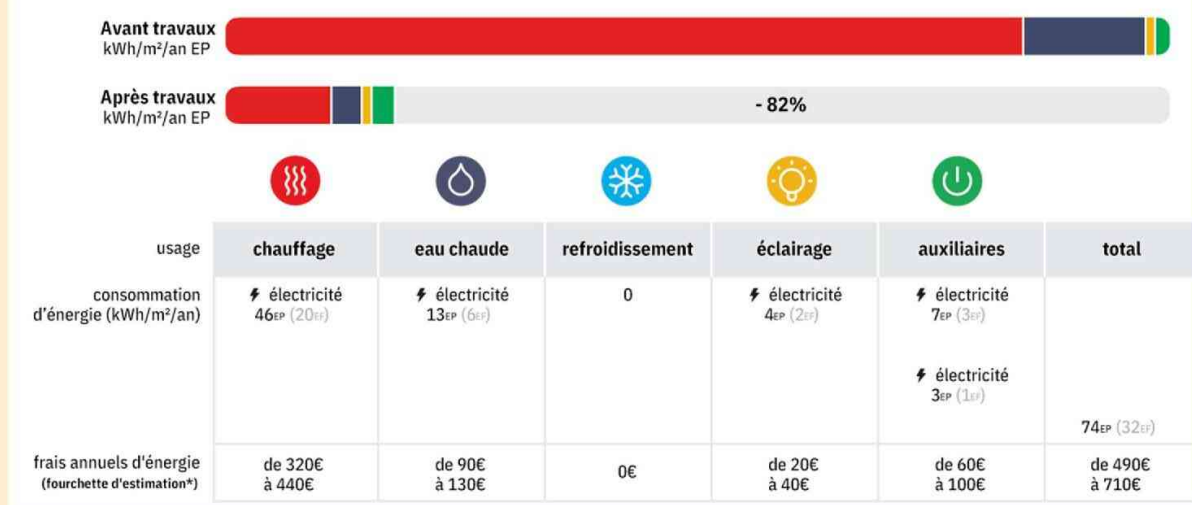 Avant travaux
kWh/m²/an EP
Après travaux
kWh/m²/an EP
- 82%
usage
chauffage
eau chaude
refroidissement
éclairage
auxiliaires
total
consommation
d'énergie (kWh/m²/an)
électricité
46EP (20EF)
électricité
13EP (6EF)
0
électricité
4EP (2EF)
électricité
7EP (3EF)
électricité
3EP (1EF)
74EP (32EF)
frais annuels d'énergie
(fourchette d'estimation*)
de 320€
à 440€
de 90€
à 130€
0€
de 20€
à 40€
de 60€
à 100€
de 490€
à 710€